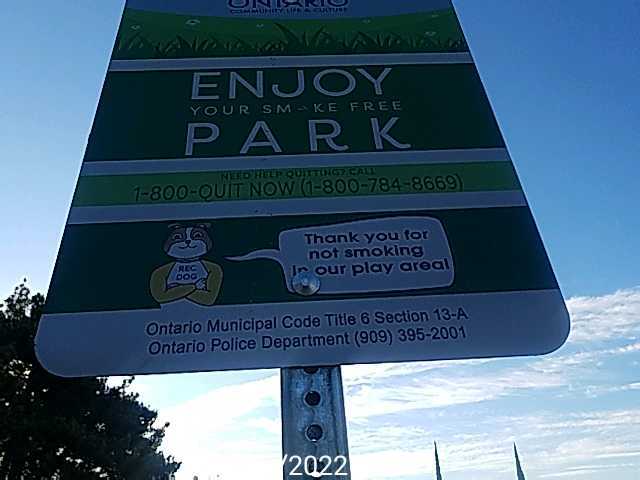 ONTARIO
COMMUNITY LIFE & CULTURE
ENJOY
YOUR SMOKE FREE
PARK
NEED HELP QUITTING? CALL
1-800-QUIT NOW (1-800-784-8669)
REC
DOG
Thank you for
not smoking
in our play area!
Ontario Municipal Code Title 6 Section 13-A
Ontario Police Department (909) 395-2001
/2022